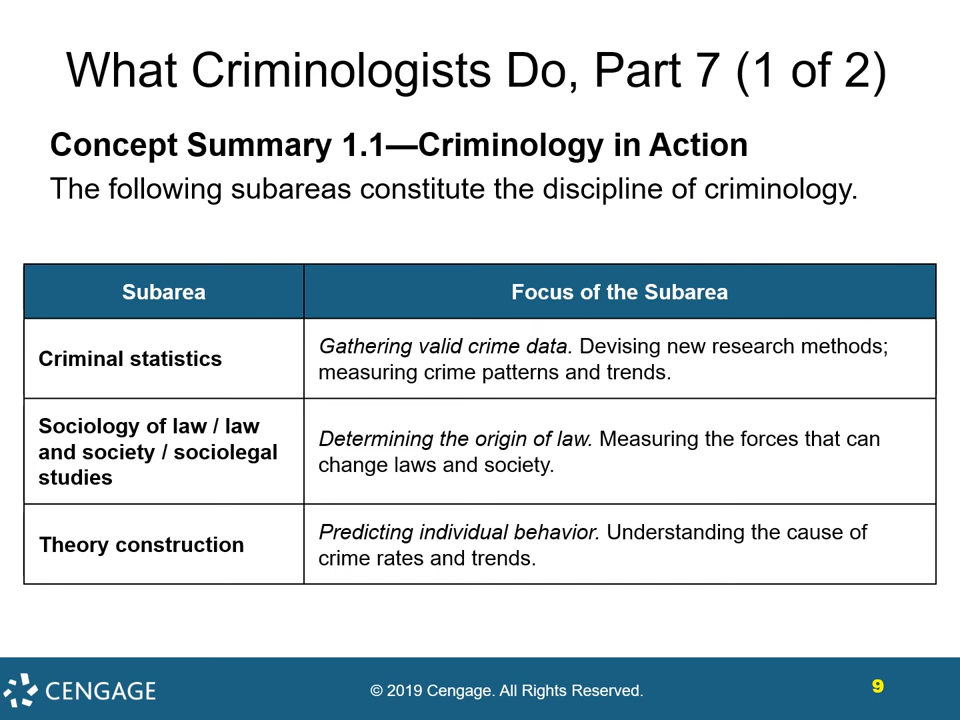 What Criminologists Do, Part 7 (1 of 2)
Concept Summary 1.1—Criminology in Action
The following subareas constitute the discipline of criminology.
Subarea
Focus of the Subarea
Criminal statistics
Gathering valid crime data. Devising new research methods;
measuring crime patterns and trends.
Sociology of law / law
and society / sociolegal
studies
Determining the origin of law. Measuring the forces that can
change laws and society.
Theory construction
Predicting individual behavior. Understanding the cause of
crime rates and trends.
CENGAGE
© 2019 Cengage. All Rights Reserved.
9